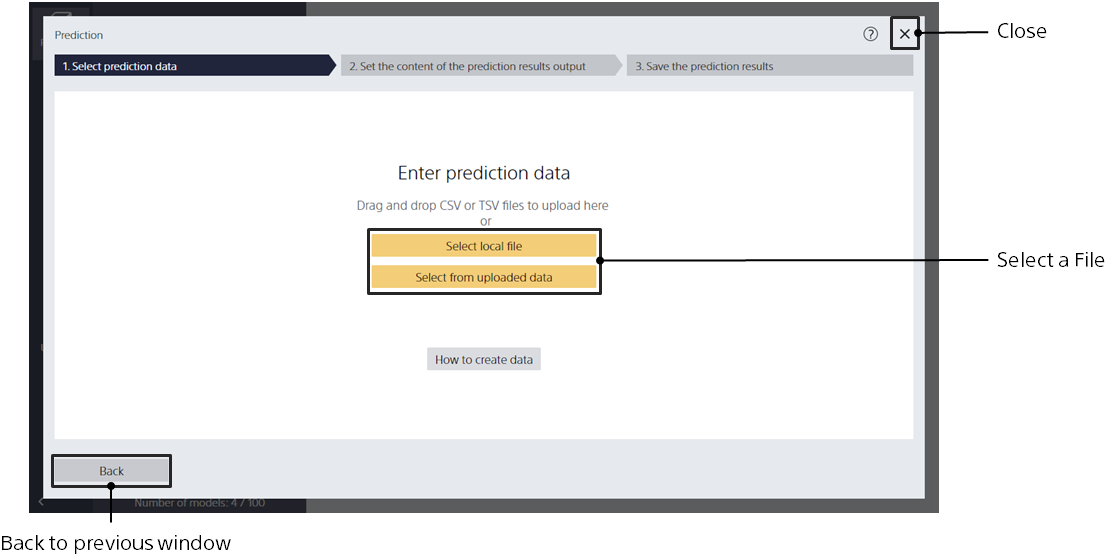 Prediction
?
Close
1. Select prediction data
2. Set the content of the prediction results output
3. Save the prediction results
Enter prediction data
Drag and drop CSV or TSV files to upload here
or
Select local file
Select a File
Select from uploaded data
How to create data
Back
Number of models: 4 / 100
Back to previous window